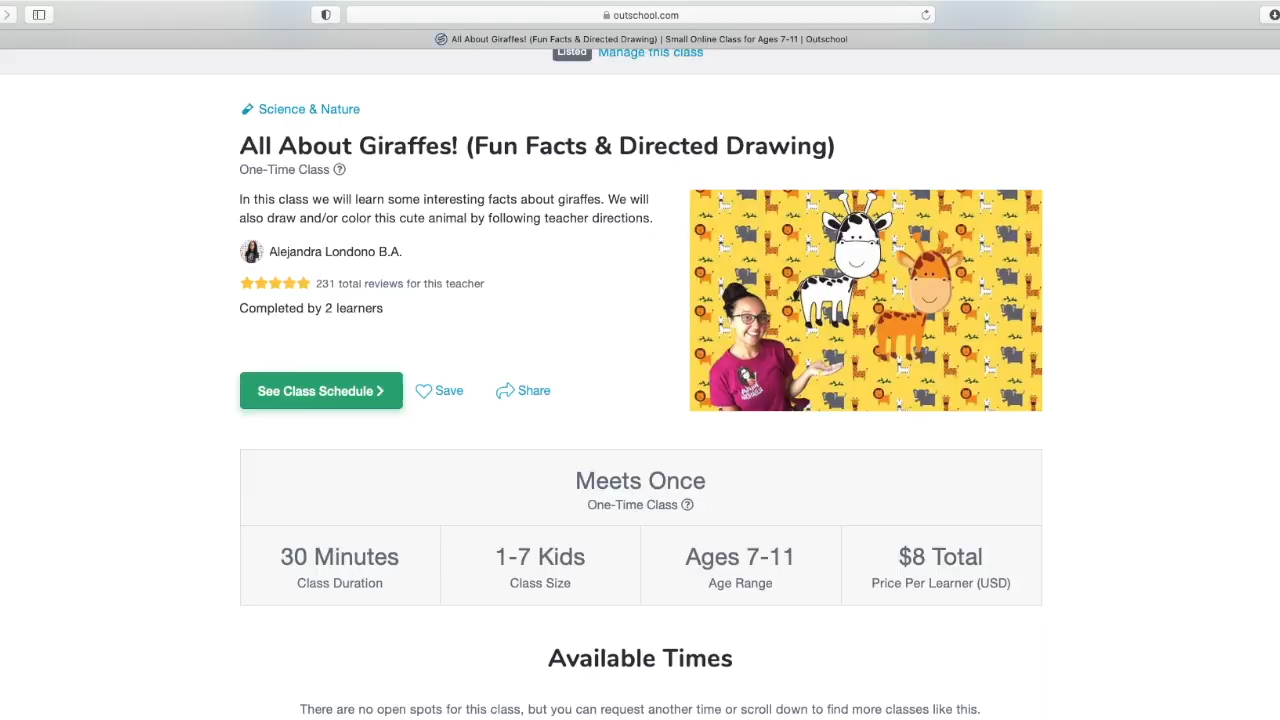 outschool.com
All About Giraffes! (Fun Facts & Directed Drawing) | Small Online Class for Ages 7-11 | Outschool
Listed Manage this class
Science & Nature
All About Giraffes! (Fun Facts & Directed Drawing)
One-Time Class
In this class we will learn some interesting facts about giraffes. We will
also draw and/or color this cute animal by following teacher directions.
Alejandra Londono B.A.
231 total reviews for this teacher
Completed by 2 learners
See Class Schedule
Save
Share
Meets Once
One-Time Class
30 Minutes
Class Duration
1-7 Kids
Class Size
Ages 7-11
Age Range
$8 Total
Price Per Learner (USD)
Available Times
There are no open spots for this class, but you can request another time or scroll down to find more classes like this.